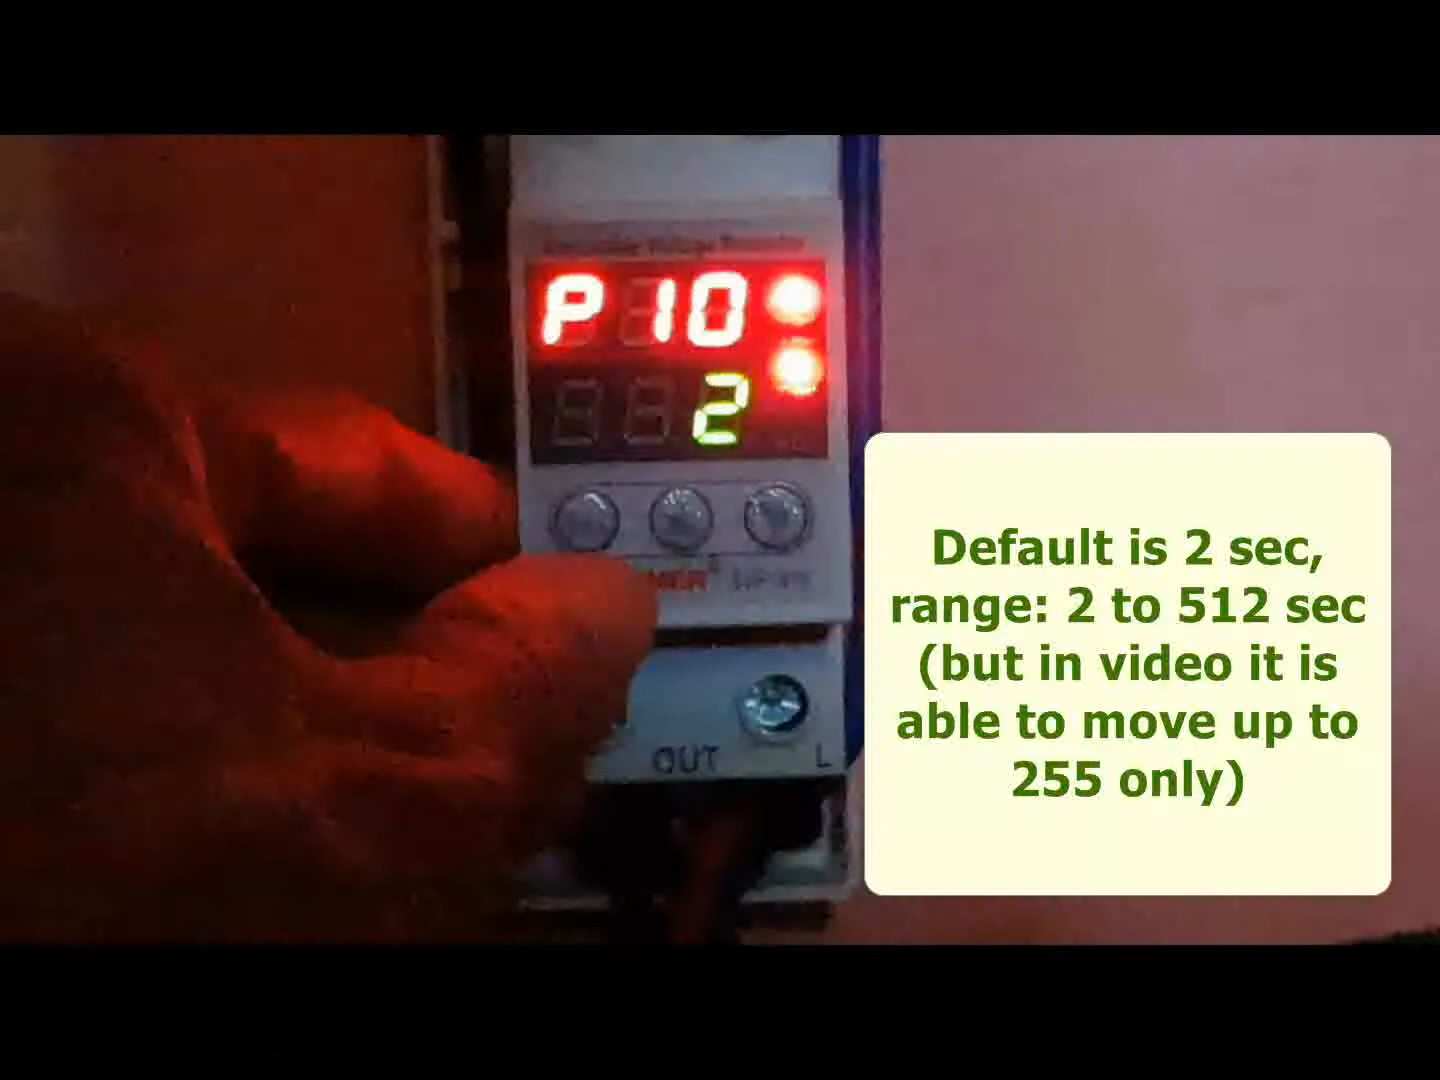 P 10
2
OUT L
Default is 2 sec,
range: 2 to 512 sec
(but in video it is
able to move up to
255 only)